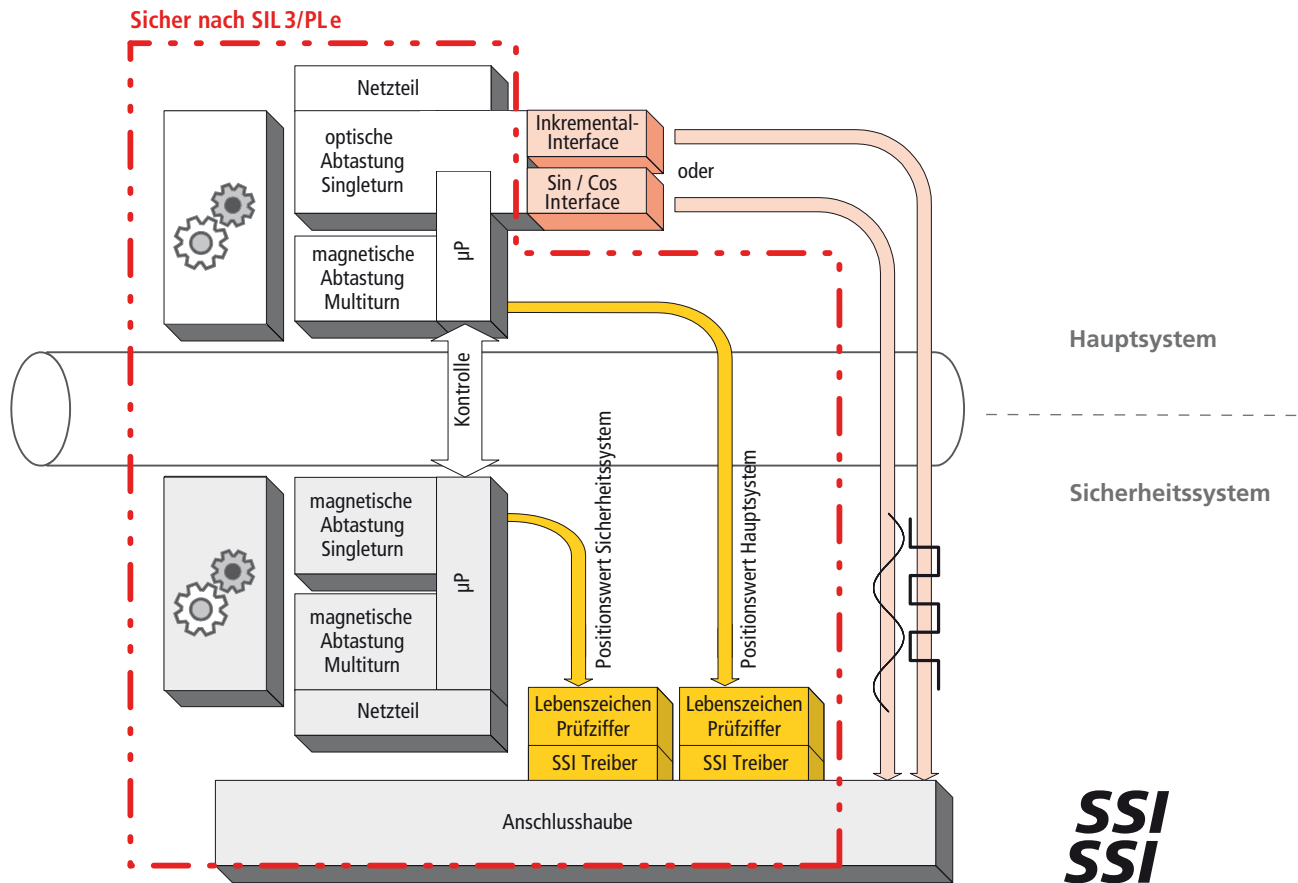 Sicher nach SIL 3/PL e
Netzteil
optische
Abtastung
Singleturn
Inkremental-
Interface
oder
Sin / Cos
Interface
magnetische
Abtastung
Multiturn
µP
Kontrolle
Hauptsystem
Sicherheitssystem
magnetische
Abtastung
Singleturn
µP
magnetische
Abtastung
Multiturn
Netzteil
Positionswert Sicherheitssystem
Positionswert Hauptsystem
Lebenszeichen
Prüfziffer
SSI Treiber
Lebenszeichen
Prüfziffer
SSI Treiber
Anschlusshaube
SSI
SSI